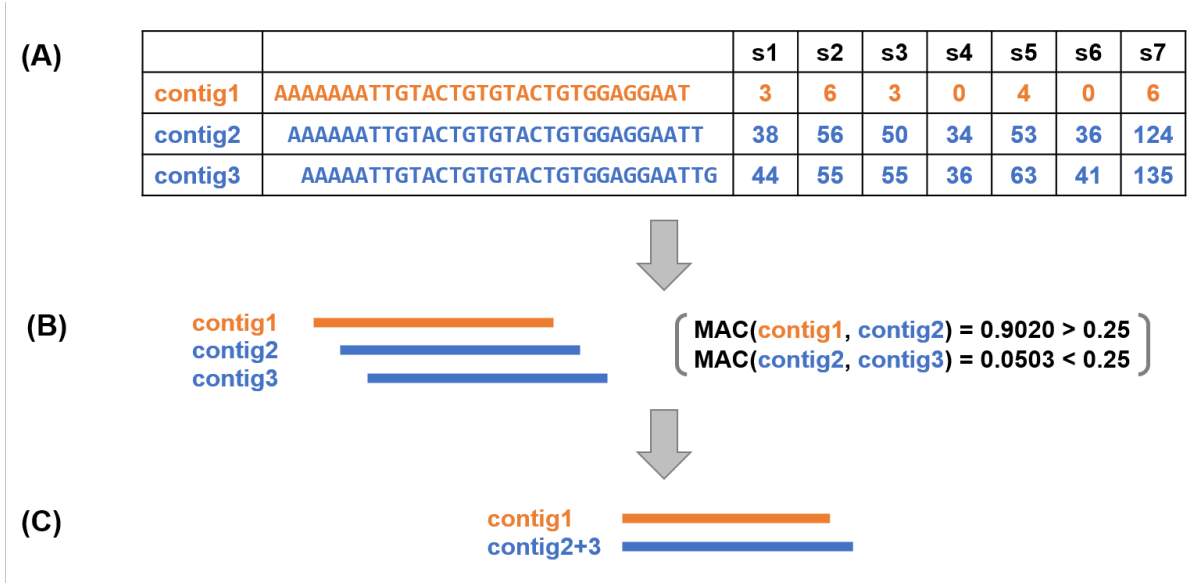 (A)
s1 s2 s3 s4 s5 s6 s7
contig1 AAAAAAATTGTACTGTGTACTGTGGAGGAAT 3 6 3 0 4 0 6
contig2 AAAAAATTGTACTGTGTACTGTGGAGGAATT 38 56 50 34 53 36 124
contig3 AAAAATTGTACTGTGTACTGTGGAGGAATTG 44 55 55 36 63 41 135
(B)
contig1
contig2
contig3
MAC(contig1, contig2) = 0.9020 > 0.25
MAC(contig2, contig3) = 0.0503 < 0.25
(C)
contig1
contig2+3